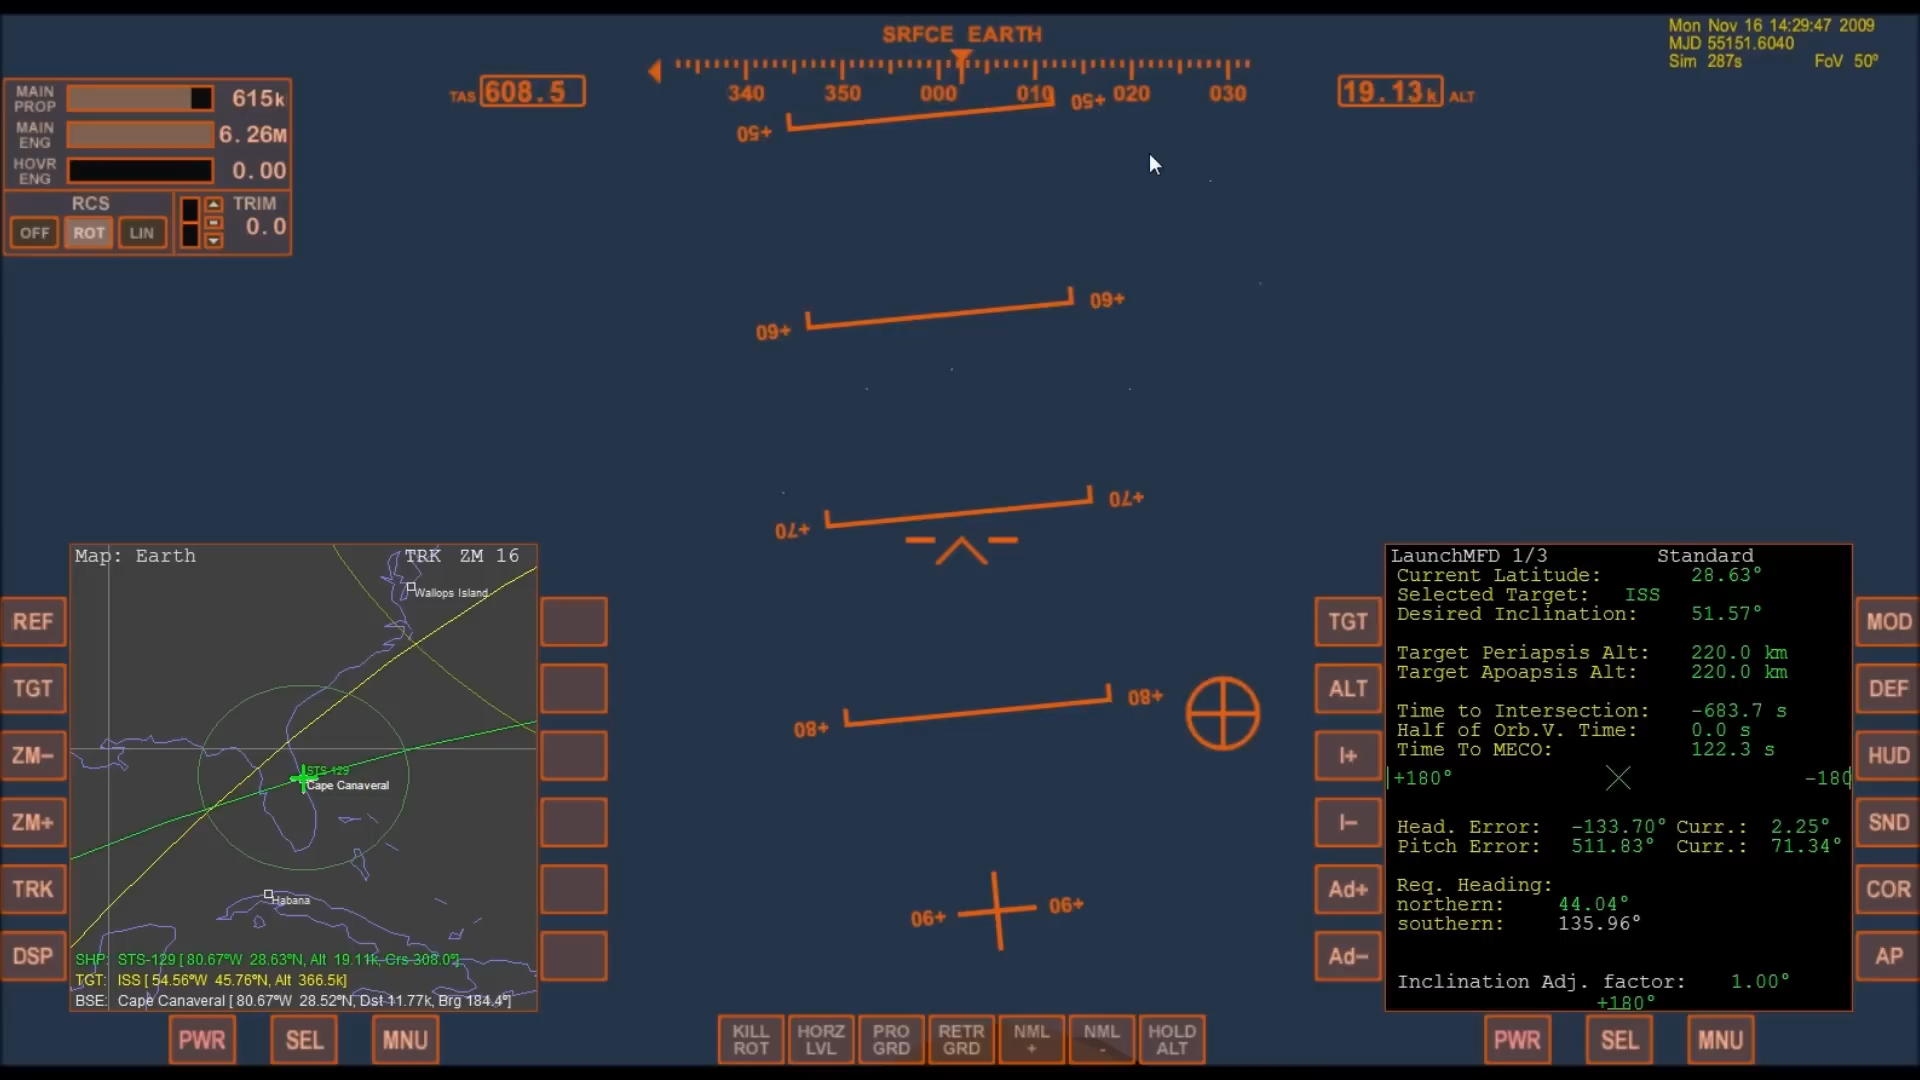 SRFCE EARTH
Mon Nov 16 14:29:47 2009
MJD 55151.6040
Sim 287s FoV 50º
MAIN PROP 615k
MAIN ENG 6.26M
HOVR ENG 0.00
RCS TRIM
OFF ROT LIN 0.0
TAS 608.5
340 350 000 010 020 030
19.13k ALT
+50 +50
+60 +60
+70 +70
+80 +80
+90 +90
Map: Earth TRK ZM 16
Wallops Island
STS-129
Cape Canaveral
Habana
SHP: STS-129 [ 80.67ºW 28.63ºN, Alt 19.11k, Crs 308.0º]
TGT: ISS [ 54.56ºW 45.76ºN, Alt 366.5k]
BSE: Cape Canaveral [ 80.67ºW 28.52ºN, Dst 11.77k, Brg 184.4º]
REF
TGT
ZM-
ZM+
TRK
DSP
PWR SEL MNU
KILL ROT
HORZ LVL
PRO GRD
RETR GRD
NML +
NML -
HOLD ALT
TGT
ALT
I+
I-
Ad+
Ad-
LaunchMFD 1/3 Standard
Current Latitude: 28.63°
Selected Target: ISS
Desired Inclination: 51.57°
Target Periapsis Alt: 220.0 km
Target Apoapsis Alt: 220.0 km
Time to Intersection: -683.7 s
Half of Orb.V. Time: 0.0 s
Time To MECO: 122.3 s
+180° -180
Head. Error: -133.70° Curr.: 2.25°
Pitch Error: 511.83° Curr.: 71.34°
Req. Heading:
northern: 44.04°
southern: 135.96°
Inclination Adj. factor: 1.00°
+180°
MOD
DEF
HUD
SND
COR
AP
PWR SEL MNU